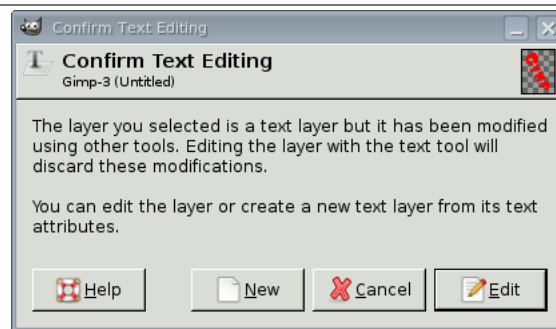 Confirm Text Editing
Confirm Text Editing
Gimp-3 (Untitled)
The layer you selected is a text layer but it has been modified
using other tools. Editing the layer with the text tool will
discard these modifications.
You can edit the layer or create a new text layer from its text
attributes.
Help
New
Cancel
Edit